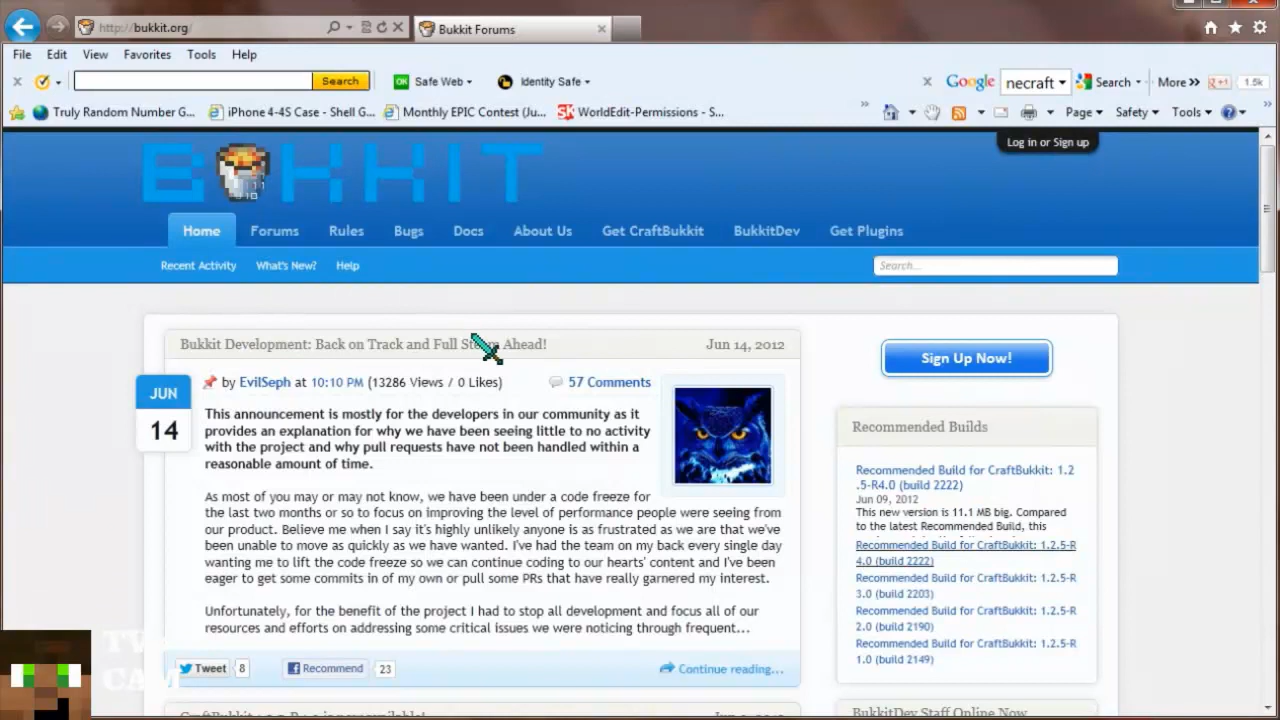 http://bukkit.org/
Bukkit Forums
File Edit View Favorites Tools Help
Search
OK Safe Web
Identity Safe
Google
necraft
Search
More >>
+1
1.5k
Truly Random Number G...
iPhone 4-4S Case - Shell G...
Monthly EPIC Contest (Ju...
SK WorldEdit-Permissions - S...
Page
Safety
Tools
BUKKIT
Log in or Sign up
Home Forums Rules Bugs Docs About Us Get CraftBukkit BukkitDev Get Plugins
Recent Activity What's New? Help
Search...
Bukkit Development: Back on Track and Full Ahead!
Jun 14, 2012
JUN
14
by EvilSeph at 10:10 PM (13286 Views / 0 Likes)
57 Comments
This announcement is mostly for the developers in our community as it
provides an explanation for why we have been seeing little to no activity
with the project and why pull requests have not been handled within a
reasonable amount of time.
As most of you may or may not know, we have been under a code freeze for
the last two months or so to focus on improving the level of performance people were seeing from
our product. Believe me when I say it's highly unlikely anyone is as frustrated as we are that we've
been unable to move as quickly as we have wanted. I've had the team on my back every single day
wanting me to lift the code freeze so we can continue coding to our hearts' content and I've been
eager to get some commits in of my own or pull some PRs that have really garnered my interest.
Unfortunately, for the benefit of the project I had to stop all development and focus all of our
resources and efforts on addressing some critical issues we were noticing through frequent...
Tweet 8
Recommend 23
Continue reading...
Sign Up Now!
Recommended Builds
Recommended Build for CraftBukkit: 1.2
.5-R4.0 (build 2222)
Jun 09, 2012
This new version is 11.1 MB big. Compared
to the latest Recommended Build, this
Recommended Build for CraftBukkit: 1.2.5-R
4.0 (build 2222)
Recommended Build for CraftBukkit: 1.2.5-R
3.0 (build 2203)
Recommended Build for CraftBukkit: 1.2.5-R
2.0 (build 2190)
Recommended Build for CraftBukkit: 1.2.5-R
1.0 (build 2149)
BukkitDev Staff Online Now
CAM